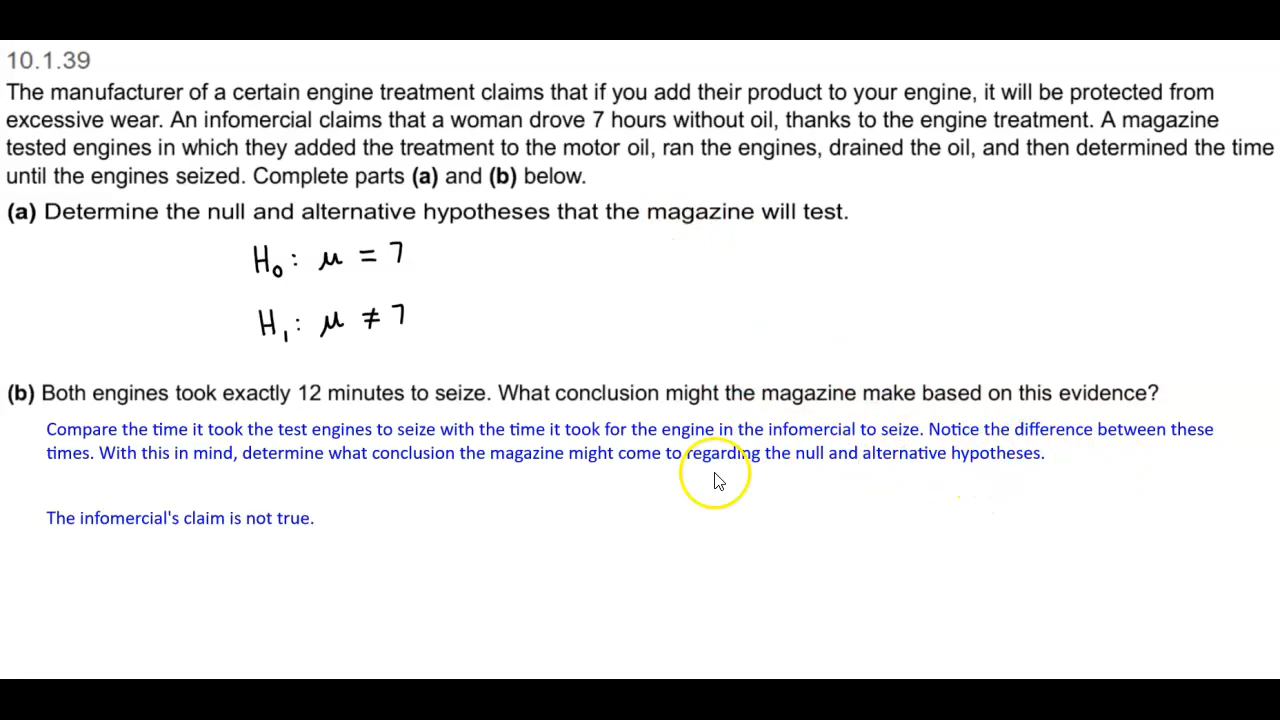 10.1.39
The manufacturer of a certain engine treatment claims that if you add their product to your engine, it will be protected from
excessive wear. An infomercial claims that a woman drove 7 hours without oil, thanks to the engine treatment. A magazine
tested engines in which they added the treatment to the motor oil, ran the engines, drained the oil, and then determined the time
until the engines seized. Complete parts (a) and (b) below.
(a) Determine the null and alternative hypotheses that the magazine will test.
H₀: μ = 7
H₁: μ ≠ 7
(b) Both engines took exactly 12 minutes to seize. What conclusion might the magazine make based on this evidence?
Compare the time it took the test engines to seize with the time it took for the engine in the infomercial to seize. Notice the difference between these
times. With this in mind, determine what conclusion the magazine might come to regarding the null and alternative hypotheses.
The infomercial's claim is not true.